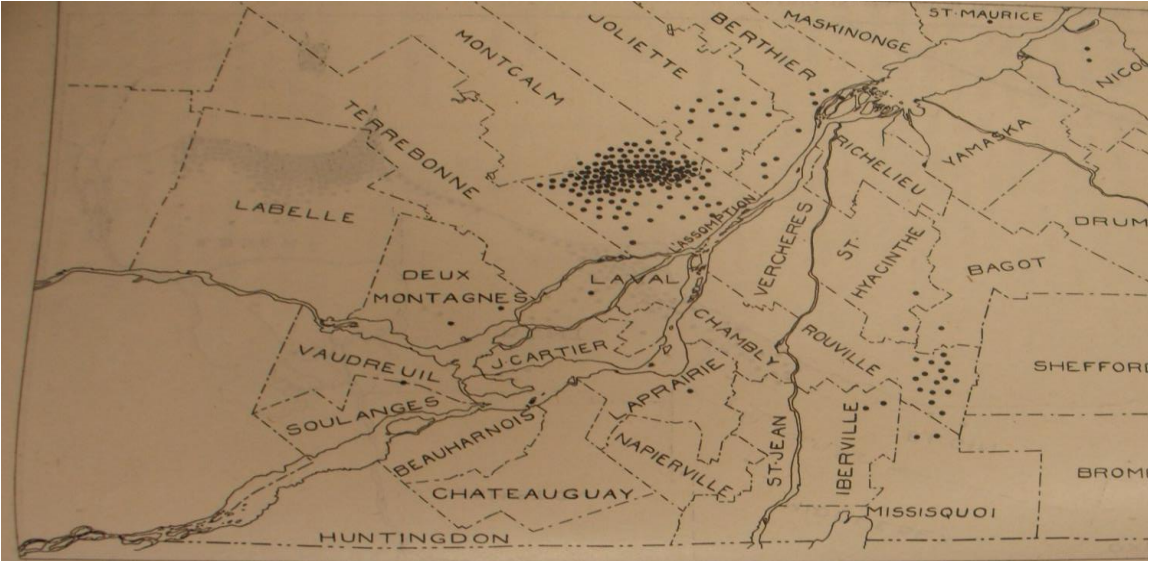 ST-MAURICE
MASKINONGE
BERTHIER
JOLIETTE
MONTCALM
TERREBONNE
NICO
YAMASKA
RICHELIEU
LABELLE
L'ASSOMPTION
VERCHERES
ST-
HYACINTHE
DRUM
BAGOT
DEUX
MONTAGNES
LAVAL
CHAMBLY
ROUVILLE
J.CARTIER
VAUDREUIL
SHEFFORD
APRAIRIE
SOULANGES
BEAUHARNOIS
NAPIERVILLE
ST-JEAN
IBERVILLE
BROM
CHATEAUGUAY
MISSISQUOI
HUNTINGDON